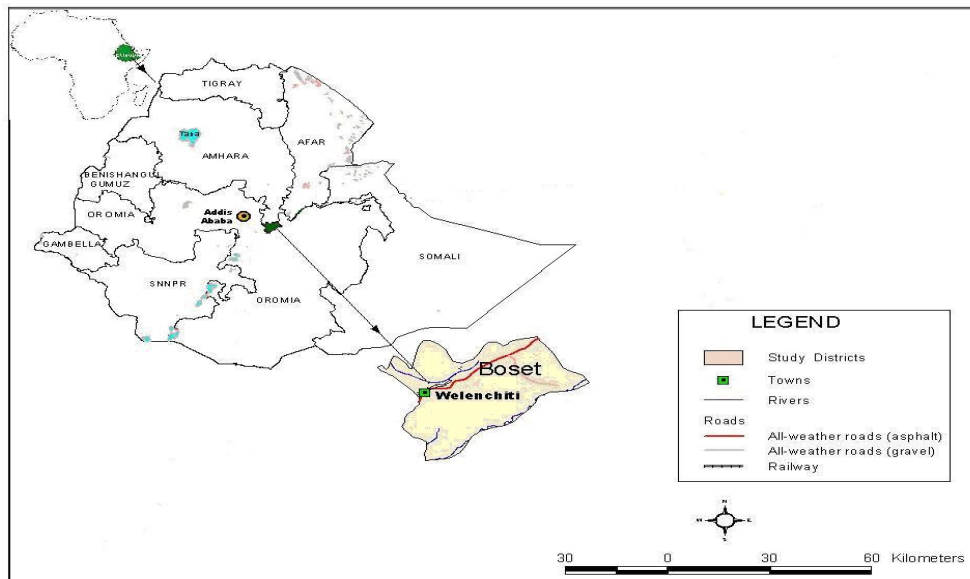 TIGRAY
Tana
AMHARA
AFAR
BENISHANGUL
GUMUZ
OROMIA
Addis
Ababa
GAMBELLA
SOMALI
SNNPR
OROMIA
Boset
Welenchiti
LEGEND
Study Districts
Towns
Rivers
Roads
All-weather roads (asphalt)
All-weather roads (gravel)
Railway
N
W
E
S
30 0 30 60 Kilometers